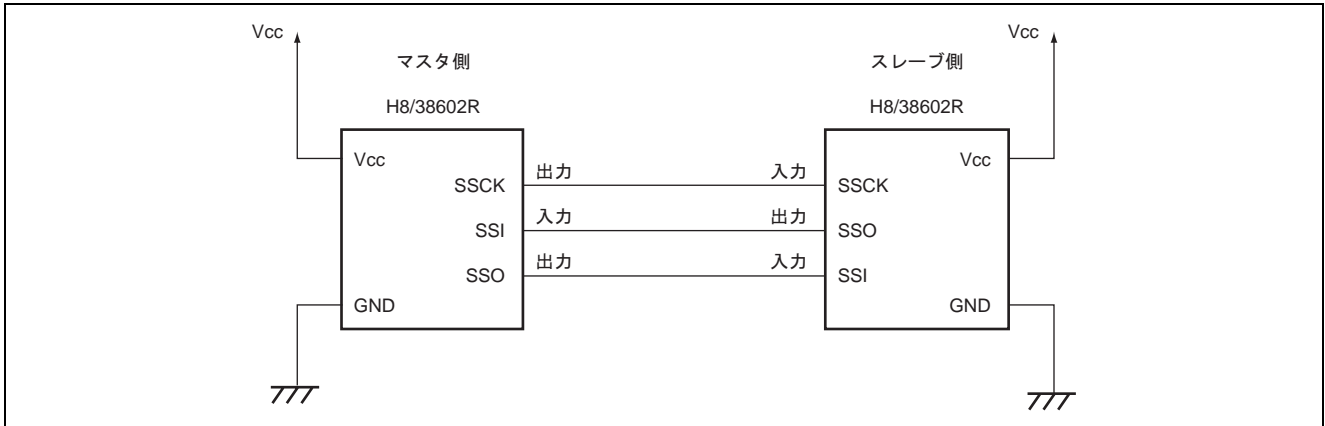 Vcc
Vcc
マスタ側
スレーブ側
H8/38602R
H8/38602R
Vcc
Vcc
SSCK
出力
入力
SSCK
SSI
入力
出力
SSO
SSO
出力
入力
SSI
GND
GND